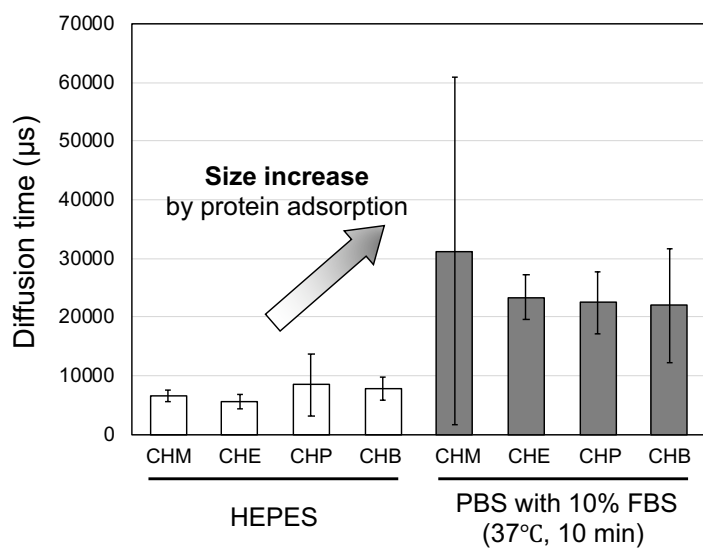 Diffusion time (μs)
70000
60000
50000
40000
30000
20000
10000
0
Size increase
by protein adsorption
CHM CHE CHP CHB CHM CHE CHP CHB
HEPES
PBS with 10% FBS
(37℃, 10 min)